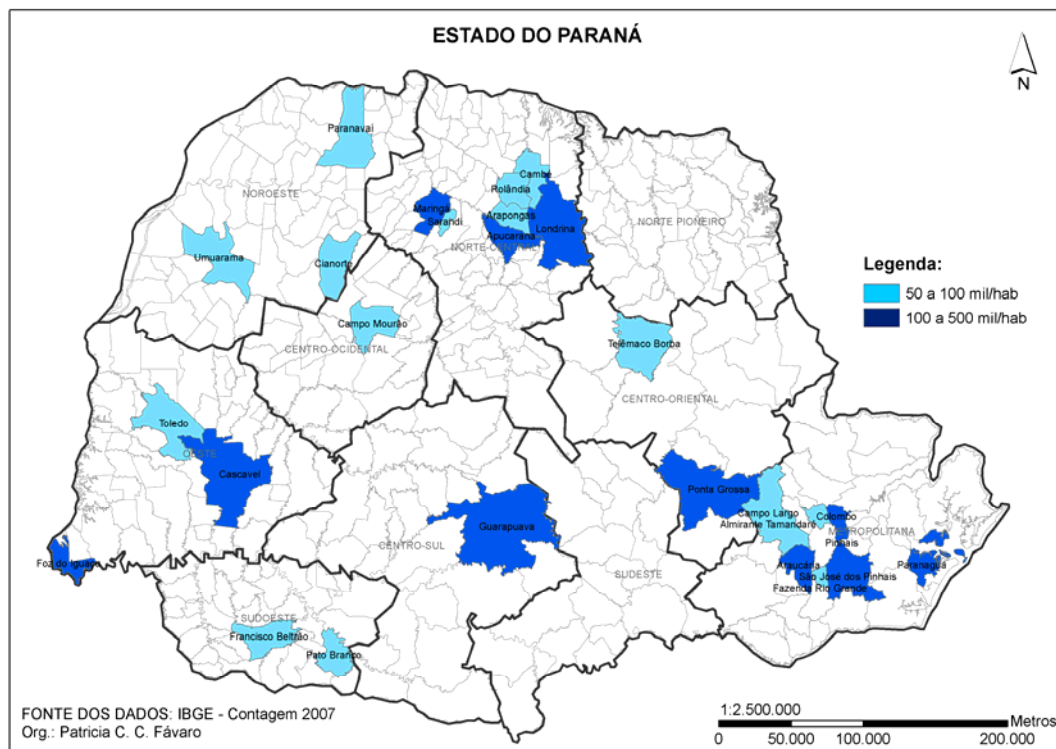 ESTADO DO PARANÁ
N
Paranavaí
NOROESTE
Cambé
Rolândia
NORTE PIONEIRO
Maringá
Sarandi
Arapongas
Apucarana
Londrina
NORTE-CENTRAL
Umuarama
Cianorte
Legenda:
50 a 100 mil/hab
100 a 500 mil/hab
Campo Mourão
CENTRO-OCIDENTAL
Telêmaco Borba
CENTRO-ORIENTAL
Toledo
OESTE
Cascavel
Ponta Grossa
Guarapuava
Campo Largo
Almirante Tamandaré
Colombo
METROPOLITANA
Pinhais
CENTRO-SUL
Foz do Iguaçu
Araucária
Paranaguá
São José dos Pinhais
SUDESTE
Fazenda Rio Grande
SUDOESTE
Francisco Beltrão
Pato Branco
FONTE DOS DADOS: IBGE - Contagem 2007
Org.: Patricia C. C. Fávaro
1:2.500.000
Metros
0 50.000 100.000 200.000